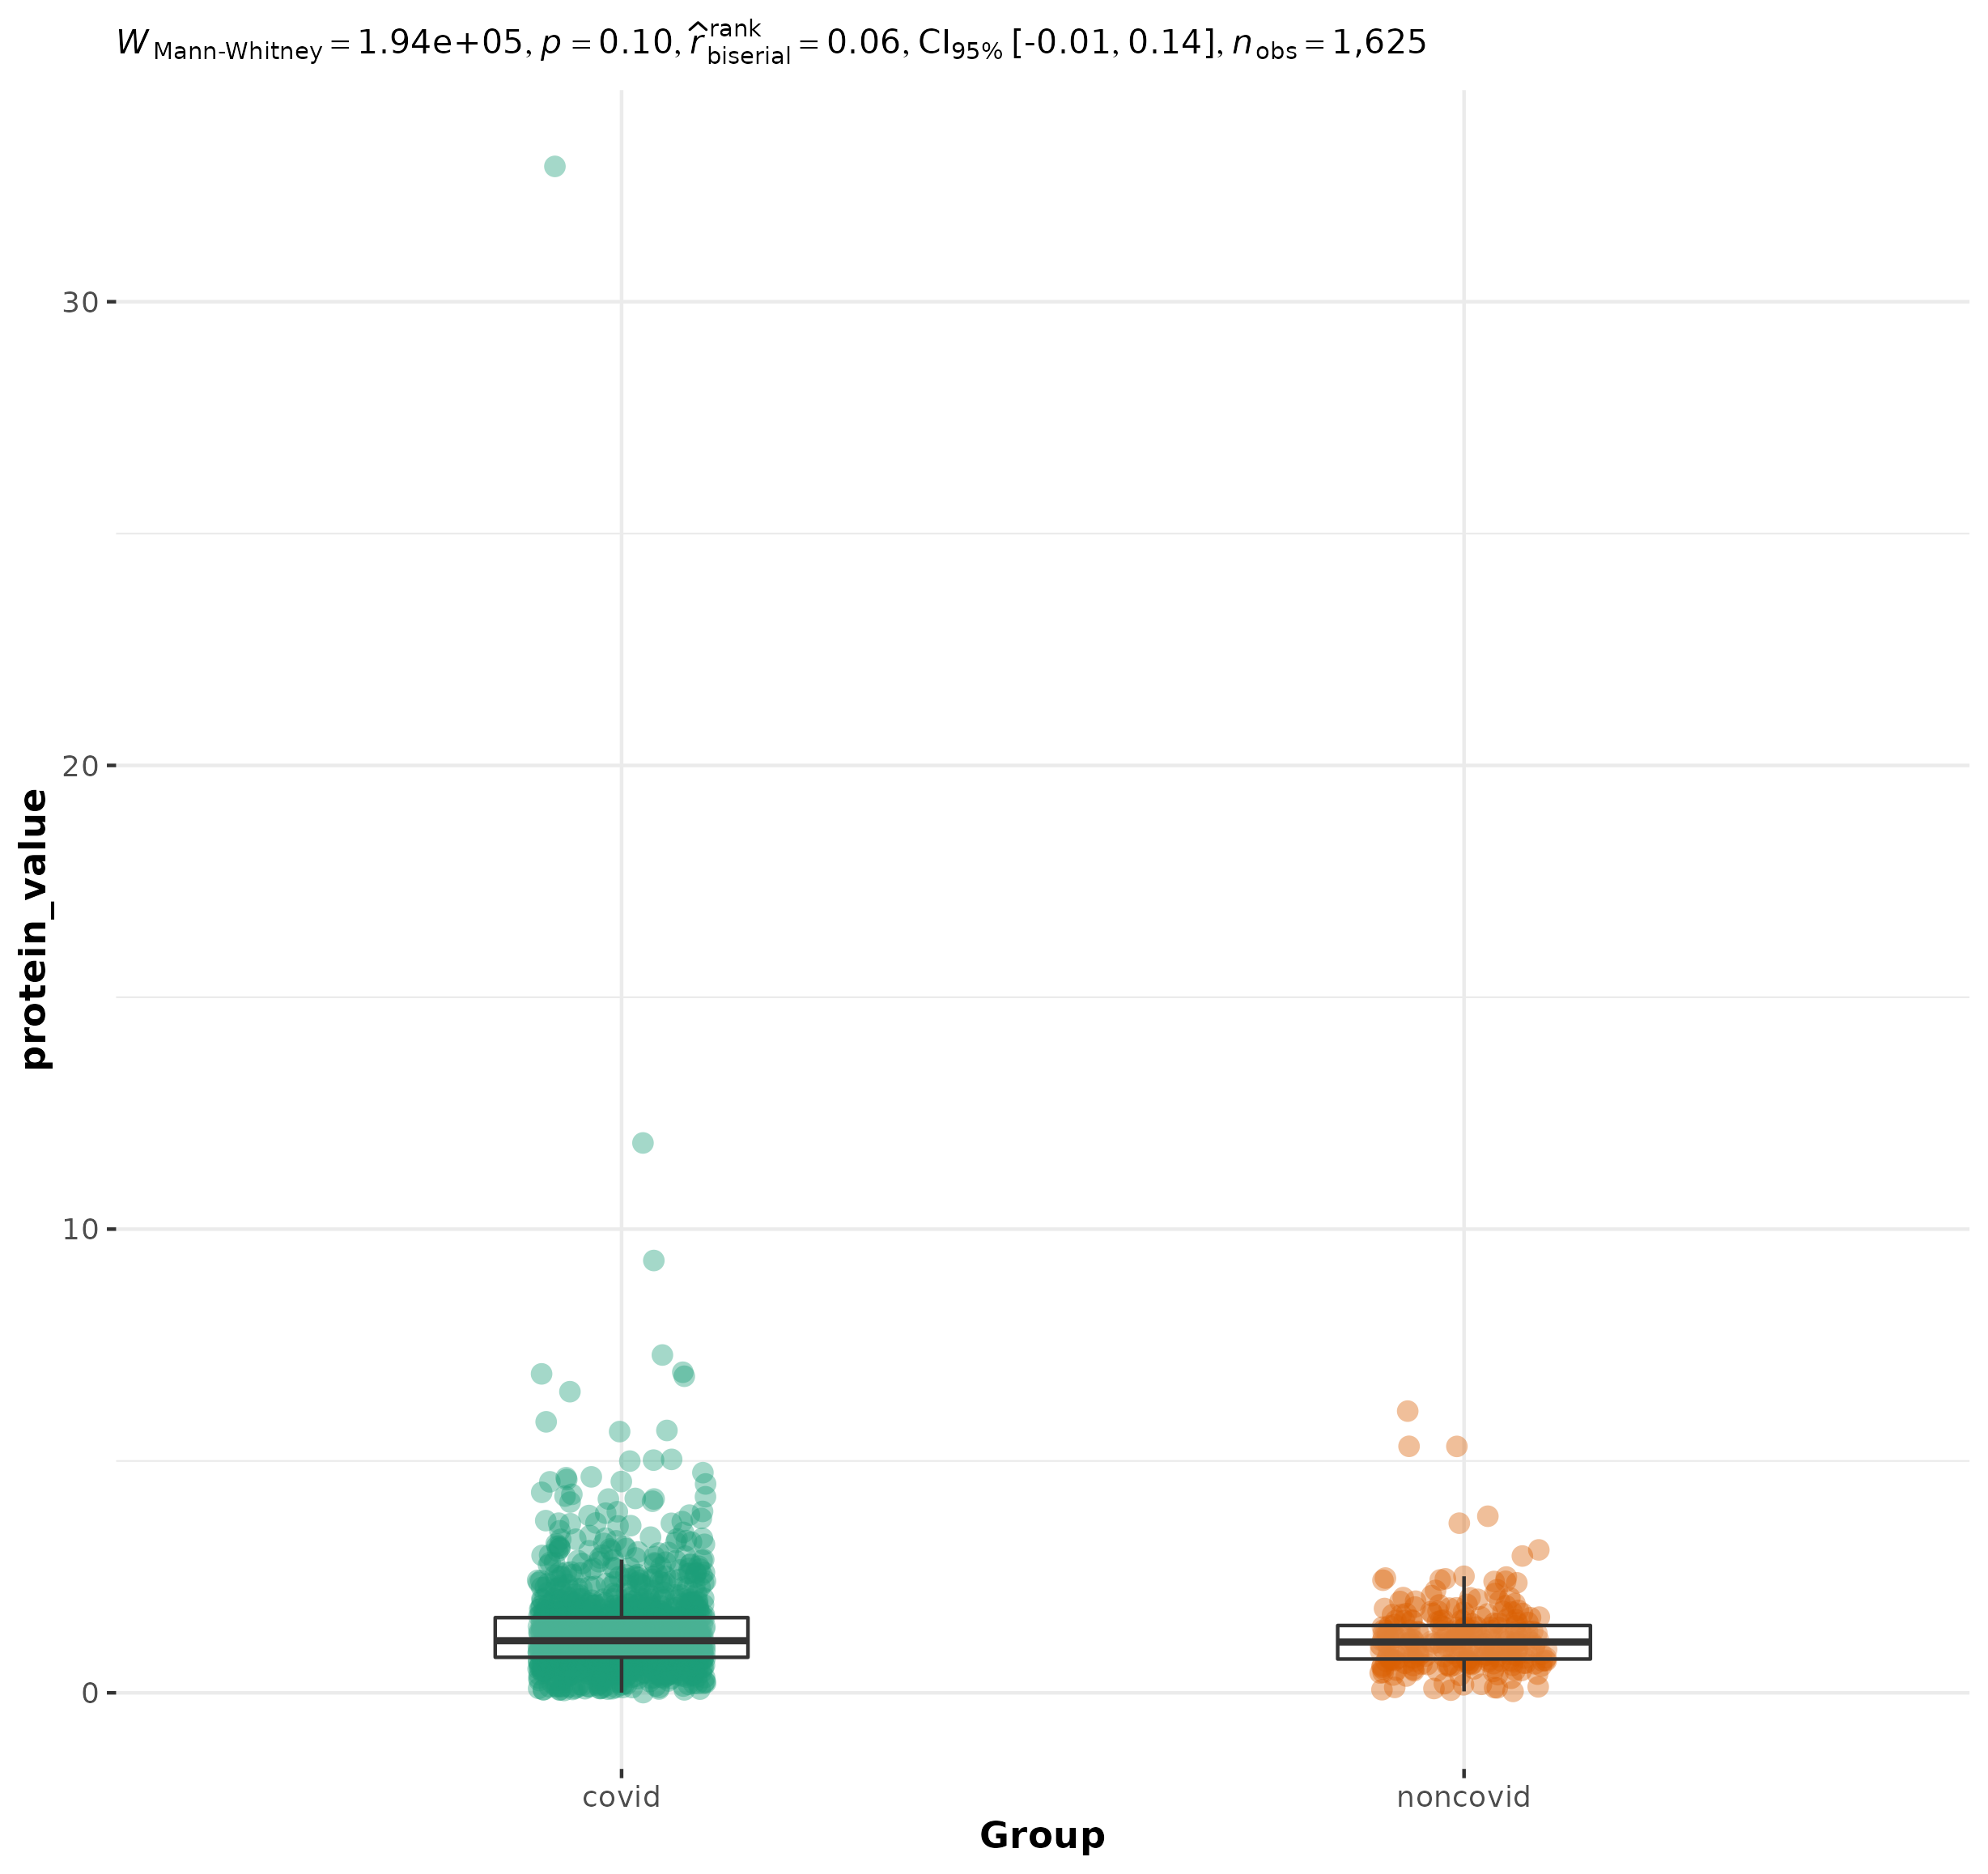 W Mann-Whitney = 1.94e+05, p = 0.10, r̂ rank biserial = 0.06, CI95% [-0.01, 0.14], nobs = 1,625
30
20
10
0
protein_value
covid noncovid
Group